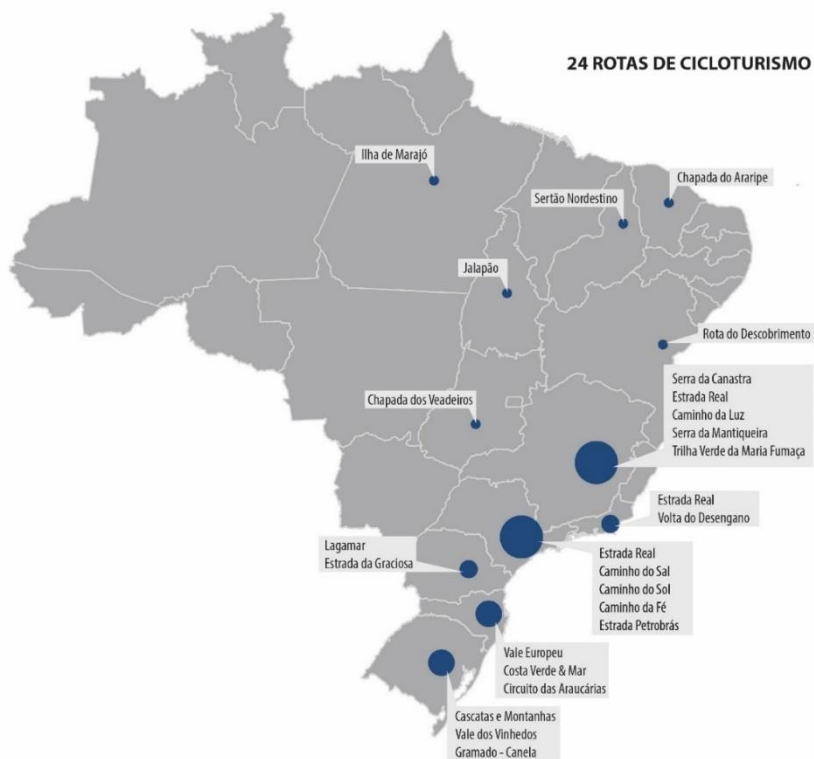 24 ROTAS DE CICLOTURISMO
Ilha de Marajó
Chapada do Araripe
Sertão Nordestino
Jalapão
Rota do Descobrimento
Serra da Canastra
Estrada Real
Caminho da Luz
Serra da Mantiqueira
Trilha Verde da Maria Fumaça
Chapada dos Veadeiros
Estrada Real
Volta do Desengano
Lagamar
Estrada da Graciosa
Estrada Real
Caminho do Sal
Caminho do Sol
Caminho da Fé
Estrada Petrobrás
Vale Europeu
Costa Verde & Mar
Circuito das Araucárias
Cascatas e Montanhas
Vale dos Vinhedos
Gramado - Canela